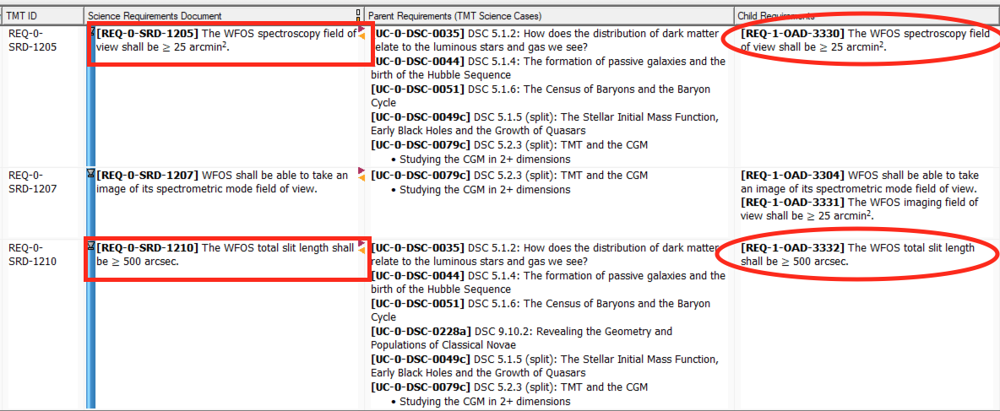 TMT ID
Science Requirements Document
Parent Requirements (TMT Science Cases)
Child Requirements
REQ-0-
SRD-1205
[REQ-0-SRD-1205] The WFOS spectroscopy field of
view shall be ≥ 25 arcmin².
[UC-0-DSC-0035] DSC 5.1.2: How does the distribution of dark matter
relate to the luminous stars and gas we see?
[UC-0-DSC-0044] DSC 5.1.4: The formation of passive galaxies and the
birth of the Hubble Sequence
[UC-0-DSC-0051] DSC 5.1.6: The Census of Baryons and the Baryon
Cycle
[UC-0-DSC-0049c] DSC 5.1.5 (split): The Stellar Initial Mass Function,
Early Black Holes and the Growth of Quasars
[UC-0-DSC-0079c] DSC 5.2.3 (split): TMT and the CGM
• Studying the CGM in 2+ dimensions
[REQ-1-OAD-3330] The WFOS spectroscopy field
of view shall be ≥ 25 arcmin².
REQ-0-
SRD-1207
[REQ-0-SRD-1207] WFOS shall be able to take an
image of its spectrometric mode field of view.
[UC-0-DSC-0079c] DSC 5.2.3 (split): TMT and the CGM
• Studying the CGM in 2+ dimensions
[REQ-1-OAD-3304] WFOS shall be able to take
an image of its spectrometric mode field of view.
[REQ-1-OAD-3331] The WFOS imaging field of
view shall be ≥ 25 arcmin².
REQ-0-
SRD-1210
[REQ-0-SRD-1210] The WFOS total slit length shall
be ≥ 500 arcsec.
[UC-0-DSC-0035] DSC 5.1.2: How does the distribution of dark matter
relate to the luminous stars and gas we see?
[UC-0-DSC-0044] DSC 5.1.4: The formation of passive galaxies and the
birth of the Hubble Sequence
[UC-0-DSC-0051] DSC 5.1.6: The Census of Baryons and the Baryon
Cycle
[UC-0-DSC-0228a] DSC 9.10.2: Revealing the Geometry and
Populations of Classical Novae
[UC-0-DSC-0049c] DSC 5.1.5 (split): The Stellar Initial Mass Function,
Early Black Holes and the Growth of Quasars
[UC-0-DSC-0079c] DSC 5.2.3 (split): TMT and the CGM
• Studying the CGM in 2+ dimensions
[REQ-1-OAD-3332] The WFOS total slit length
shall be ≥ 500 arcsec.